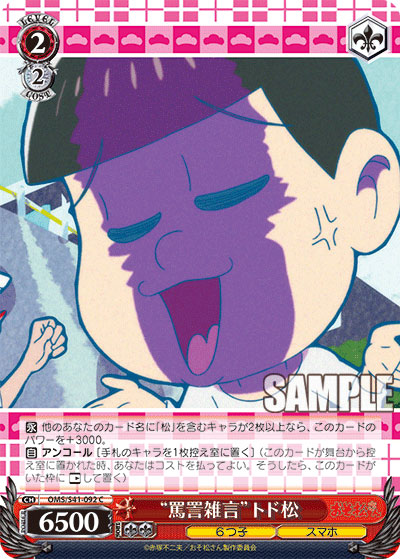 LEVEL
2
2
COST
SAMPLE
永 他のあなたのカード名に「松」を含むキャラが2枚以上なら、このカードの
パワーを+3000。
自 アンコール [手札のキャラを1枚控え室に置く] (このカードが舞台から控
え室に置かれた時、あなたはコストを払ってよい。そうしたら、このカードが
いた枠に して置く)
CH OMS/S41-092 C
6500
“罵詈雑言”トド松
6つ子
スマホ
©赤塚不二夫/おそ松さん製作委員会